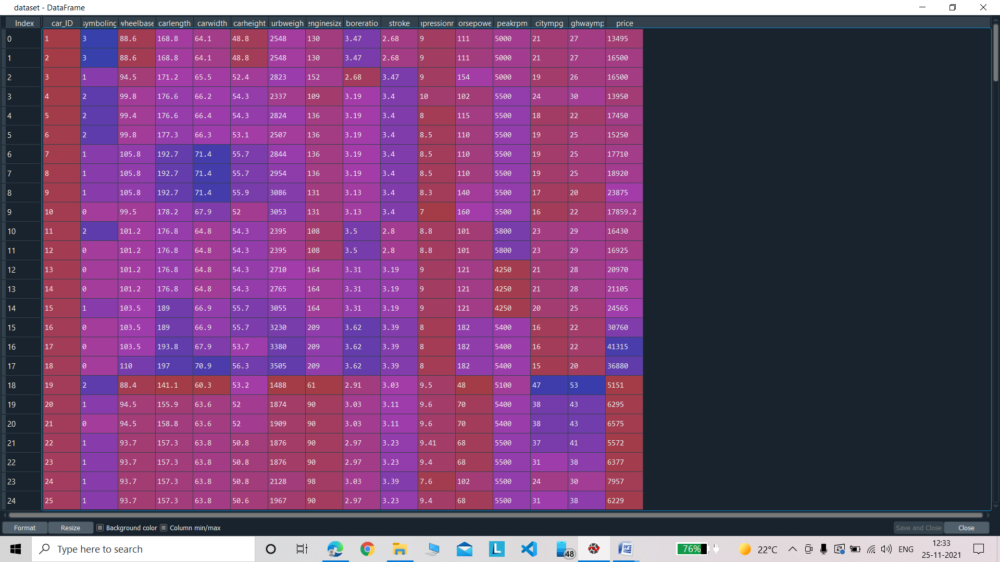 dataset - DataFrame
Index car_ID symboling wheelbase carlength carwidth carheight :urbweigh enginesize boreratio stroke npressionr orsepowe peakrpm citympg ghwaymp price
0 1 3 88.6 168.8 64.1 48.8 2548 130 3.47 2.68 9 111 5000 21 27 13495
1 2 3 88.6 168.8 64.1 48.8 2548 130 3.47 2.68 9 111 5000 21 27 16500
2 3 1 94.5 171.2 65.5 52.4 2823 152 2.68 3.47 9 154 5000 19 26 16500
3 4 2 99.8 176.6 66.2 54.3 2337 109 3.19 3.4 10 102 5500 24 30 13950
4 5 2 99.4 176.6 66.4 54.3 2824 136 3.19 3.4 8 115 5500 18 22 17450
5 6 2 99.8 177.3 66.3 53.1 2507 136 3.19 3.4 8.5 110 5500 19 25 15250
6 7 1 105.8 192.7 71.4 55.7 2844 136 3.19 3.4 8.5 110 5500 19 25 17710
7 8 1 105.8 192.7 71.4 55.7 2954 136 3.19 3.4 8.5 110 5500 19 25 18920
8 9 1 105.8 192.7 71.4 55.9 3086 131 3.13 3.4 8.3 140 5500 17 20 23875
9 10 0 99.5 178.2 67.9 52 3053 131 3.13 3.4 7 160 5500 16 22 17859.2
10 11 2 101.2 176.8 64.8 54.3 2395 108 3.5 2.8 8.8 101 5800 23 29 16430
11 12 0 101.2 176.8 64.8 54.3 2395 108 3.5 2.8 8.8 101 5800 23 29 16925
12 13 0 101.2 176.8 64.8 54.3 2710 164 3.31 3.19 9 121 4250 21 28 20970
13 14 0 101.2 176.8 64.8 54.3 2765 164 3.31 3.19 9 121 4250 21 28 21105
14 15 1 103.5 189 66.9 55.7 3055 164 3.31 3.19 9 121 4250 20 25 24565
15 16 0 103.5 189 66.9 55.7 3230 209 3.62 3.39 8 182 5400 16 22 30760
16 17 0 103.5 193.8 67.9 53.7 3380 209 3.62 3.39 8 182 5400 16 22 41315
17 18 0 110 197 70.9 56.3 3505 209 3.62 3.39 8 182 5400 15 20 36880
18 19 2 88.4 141.1 60.3 53.2 1488 61 2.91 3.03 9.5 48 5100 47 53 5151
19 20 1 94.5 155.9 63.6 52 1874 90 3.03 3.11 9.6 70 5400 38 43 6295
20 21 0 94.5 158.8 63.6 52 1909 90 3.03 3.11 9.6 70 5400 38 43 6575
21 22 1 93.7 157.3 63.8 50.8 1876 90 2.97 3.23 9.41 68 5500 37 41 5572
22 23 1 93.7 157.3 63.8 50.8 1876 90 2.97 3.23 9.4 68 5500 31 38 6377
23 24 1 93.7 157.3 63.8 50.8 2128 98 3.03 3.39 7.6 102 5500 24 30 7957
24 25 1 93.7 157.3 63.8 50.6 1967 90 2.97 3.23 9.4 68 5500 31 38 6229
Format Resize Background color Column min/max Save and Close Close
Type here to search L 48 76% 22°C ENG 12:33
25-11-2021